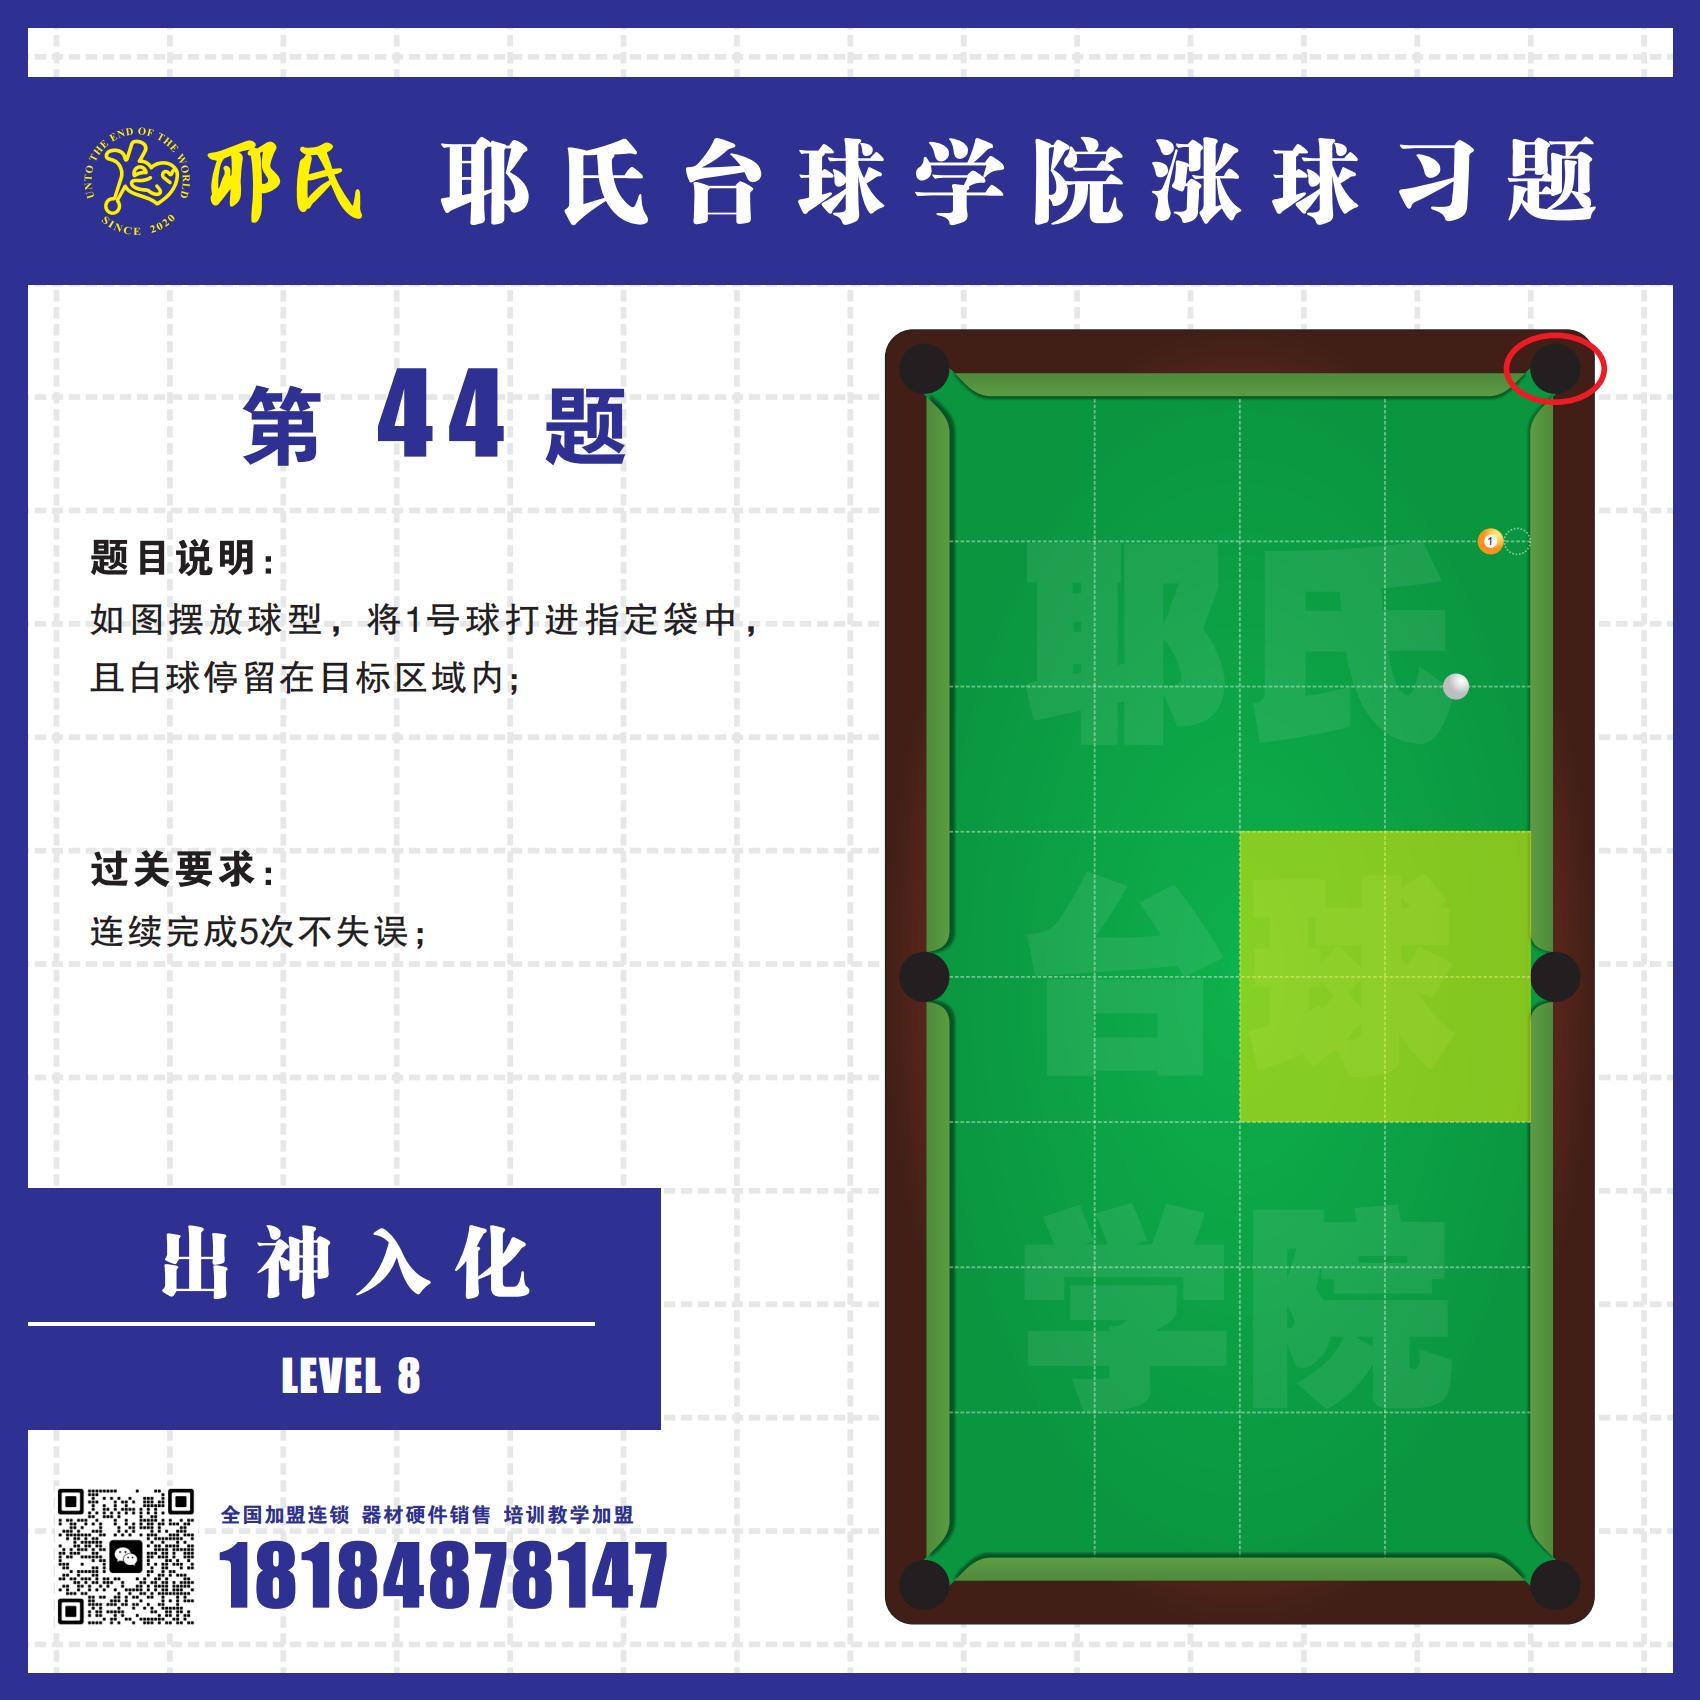 UNTO THE END OF THE WORLD
SINCE 2020
耶氏
耶氏台球学院涨球习题
第 44 题
题目说明：
如图摆放球型，将1号球打进指定袋中，
且白球停留在目标区域内；
过关要求：
连续完成5次不失误；
出神入化
LEVEL 8
全国加盟连锁 器材硬件销售 培训教学加盟
18184878147
1
耶氏
台球
学院